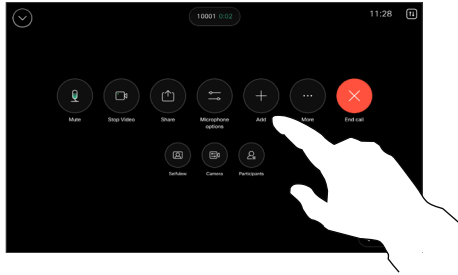 10001 0:02
11:28
Mute
Stop Video
Share
Microphone
options
Add
More
End call
Selfview
Camera
Participants